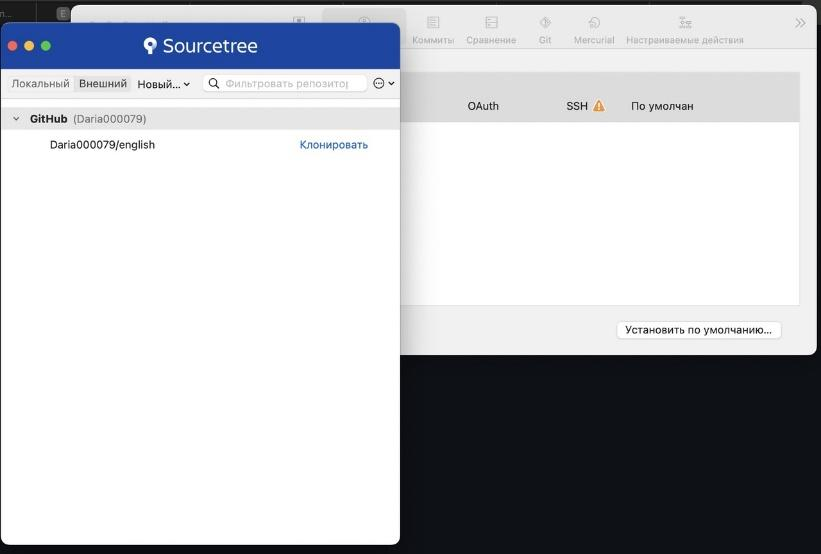 п...
E
Коммиты
Сравнение
Git
Mercurial
Настраиваемые действия
Sourcetree
Локальный
Внешний
Новый...
Фильтровать репозитор
GitHub (Daria000079)
Daria000079/english
Клонировать
OAuth
SSH
По умолчан
Установить по умолчанию...